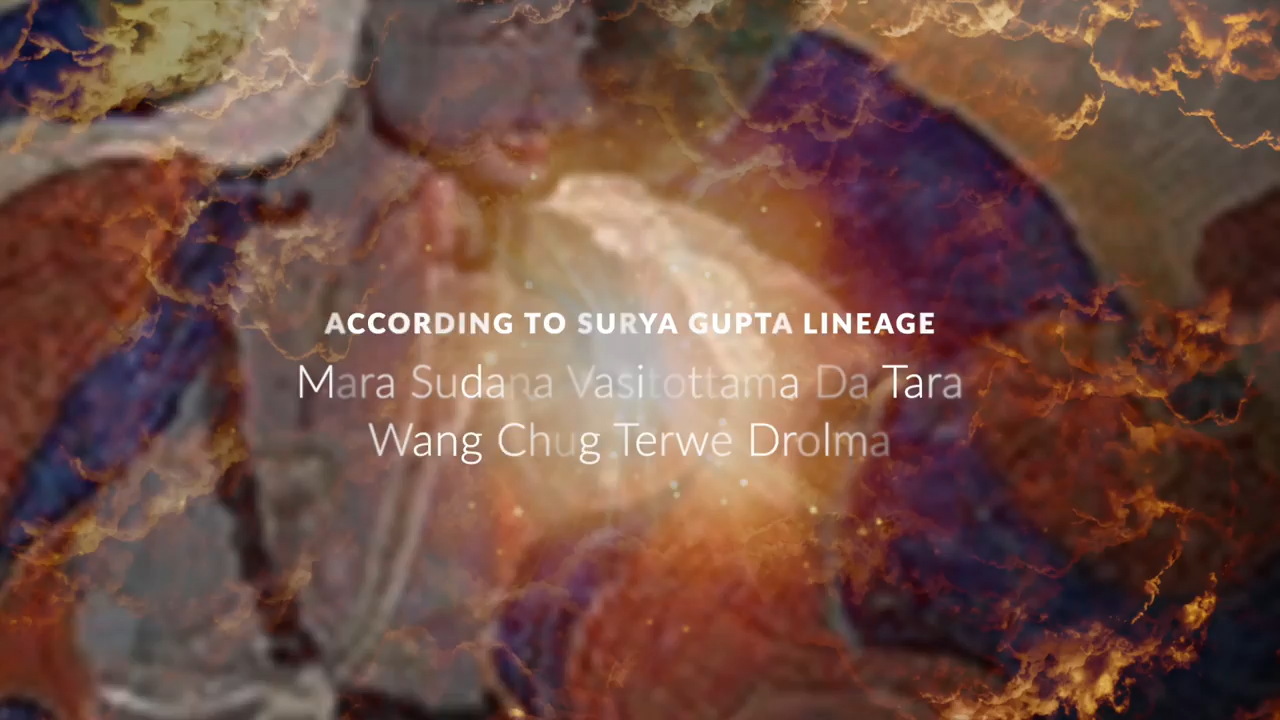 ACCORDING TO SURYA GUPTA LINEAGE
Mara Sudana Vasitottama Da Tara
Wang Chug Terwe Drolma